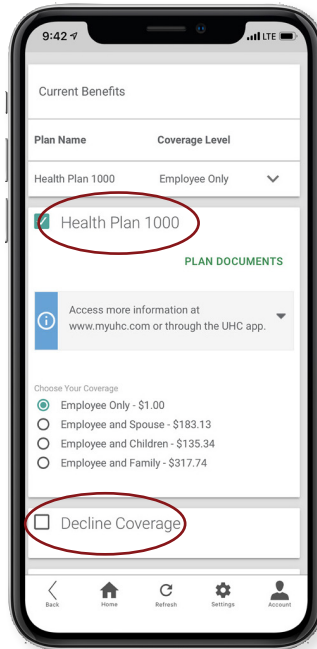 9:42
LTE
Current Benefits
Plan Name Coverage Level
Health Plan 1000 Employee Only
Health Plan 1000
PLAN DOCUMENTS
Access more information at
www.myuhc.com or through the UHC app.
Choose Your Coverage
Employee Only - $1.00
Employee and Spouse - $183.13
Employee and Children - $135.34
Employee and Family - $317.74
Decline Coverage
Back Home Refresh Settings Account